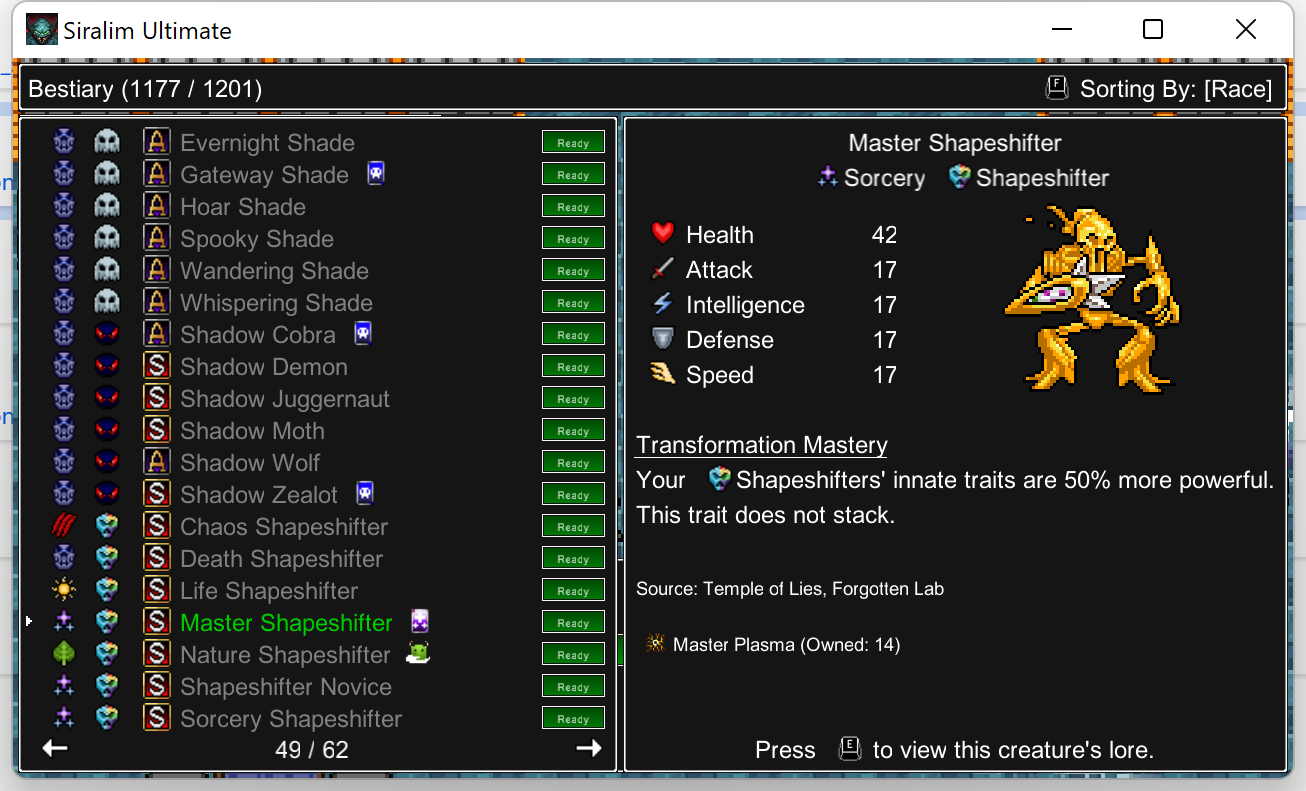 Siralim Ultimate
Bestiary (1177 / 1201)
F Sorting By: [Race]
A Evernight Shade Ready
A Gateway Shade Ready
A Hoar Shade Ready
A Spooky Shade Ready
A Wandering Shade Ready
A Whispering Shade Ready
A Shadow Cobra Ready
S Shadow Demon Ready
S Shadow Juggernaut Ready
S Shadow Moth Ready
A Shadow Wolf Ready
S Shadow Zealot Ready
S Chaos Shapeshifter Ready
S Death Shapeshifter Ready
S Life Shapeshifter Ready
S Master Shapeshifter Ready
S Nature Shapeshifter Ready
S Shapeshifter Novice Ready
S Sorcery Shapeshifter Ready
49 / 62
Master Shapeshifter
Sorcery Shapeshifter
Health 42
Attack 17
Intelligence 17
Defense 17
Speed 17
Transformation Mastery
Your Shapeshifters' innate traits are 50% more powerful.
This trait does not stack.
Source: Temple of Lies, Forgotten Lab
Master Plasma (Owned: 14)
Press E to view this creature's lore.